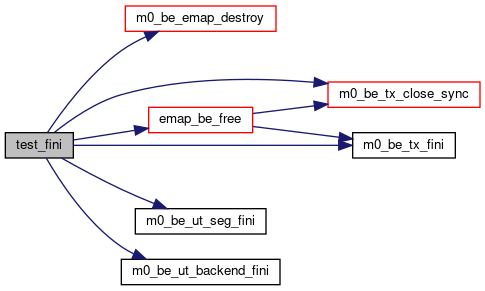 m0_be_emap_destroy
m0_be_tx_close_sync
emap_be_free
test_fini
m0_be_tx_fini
m0_be_ut_seg_fini
m0_be_ut_backend_fini